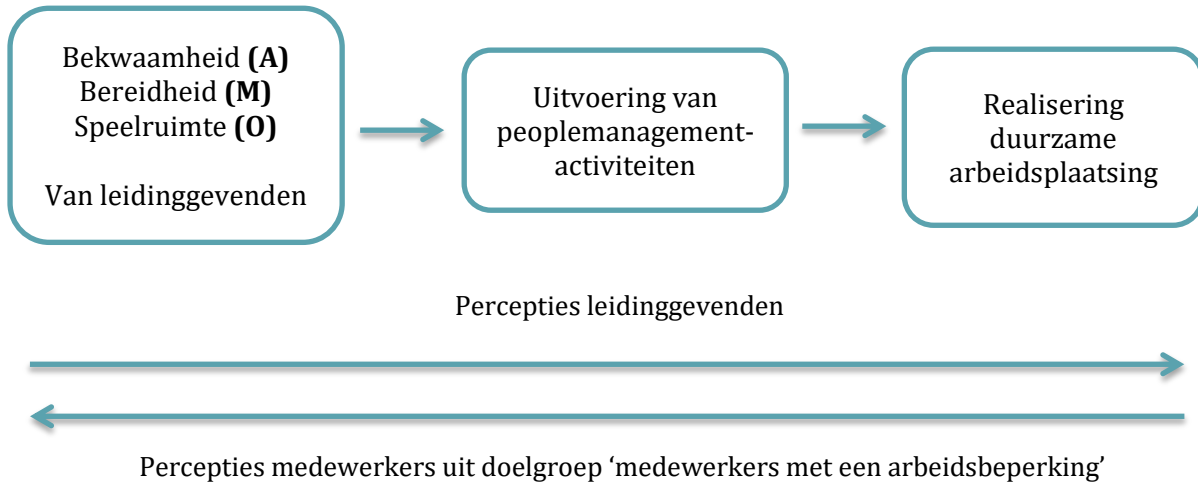 Bekwaamheid (A)
Bereidheid (M)
Speelruimte (O)
Van leidinggevenden
Uitvoering van
peoplemanagement-
activiteiten
Realisering
duurzame
arbeidsplaatsing
Percepties leidinggevenden
Percepties medewerkers uit doelgroep ‘medewerkers met een arbeidsbeperking’